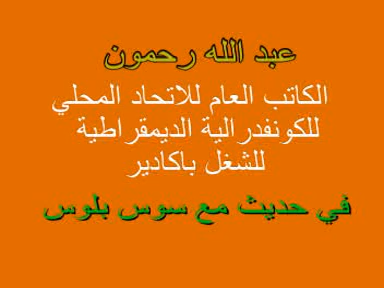 عبد الله رحمون
الكاتب العام للاتحاد المحلي
للكونفدرالية الديمقراطية
للشغل باكادير
في حديث مع سوس بلوس